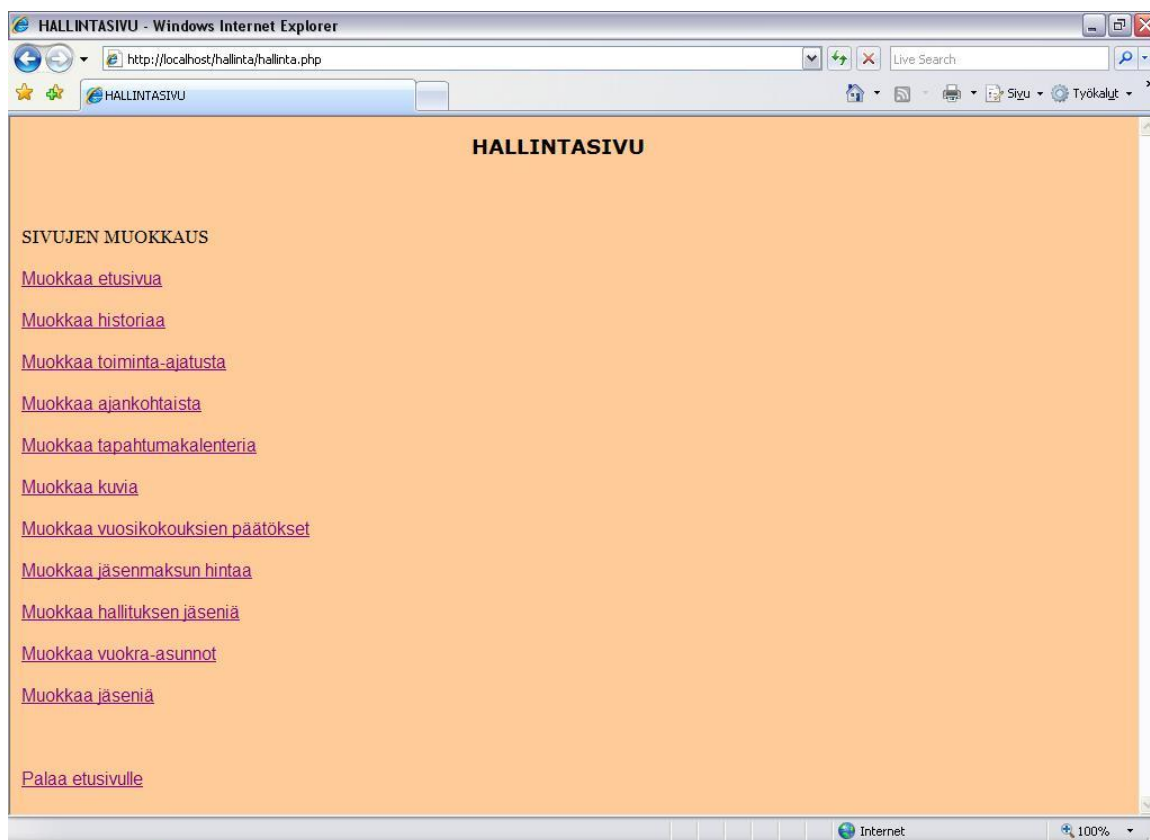 HALLINTASIVU - Windows Internet Explorer
http://localhost/hallinta/hallinta.php
Live Search
HALLINTASIVU
Sivu
Työkalut
HALLINTASIVU
SIVUJEN MUOKKAUS
Muokkaa etusivua
Muokkaa historiaa
Muokkaa toiminta-ajatusta
Muokkaa ajankohtaista
Muokkaa tapahtumakalenteria
Muokkaa kuvia
Muokkaa vuosikokouksien päätökset
Muokkaa jäsenmaksun hintaa
Muokkaa hallituksen jäseniä
Muokkaa vuokra-asunnot
Muokkaa jäseniä
Palaa etusivulle
Internet
100%